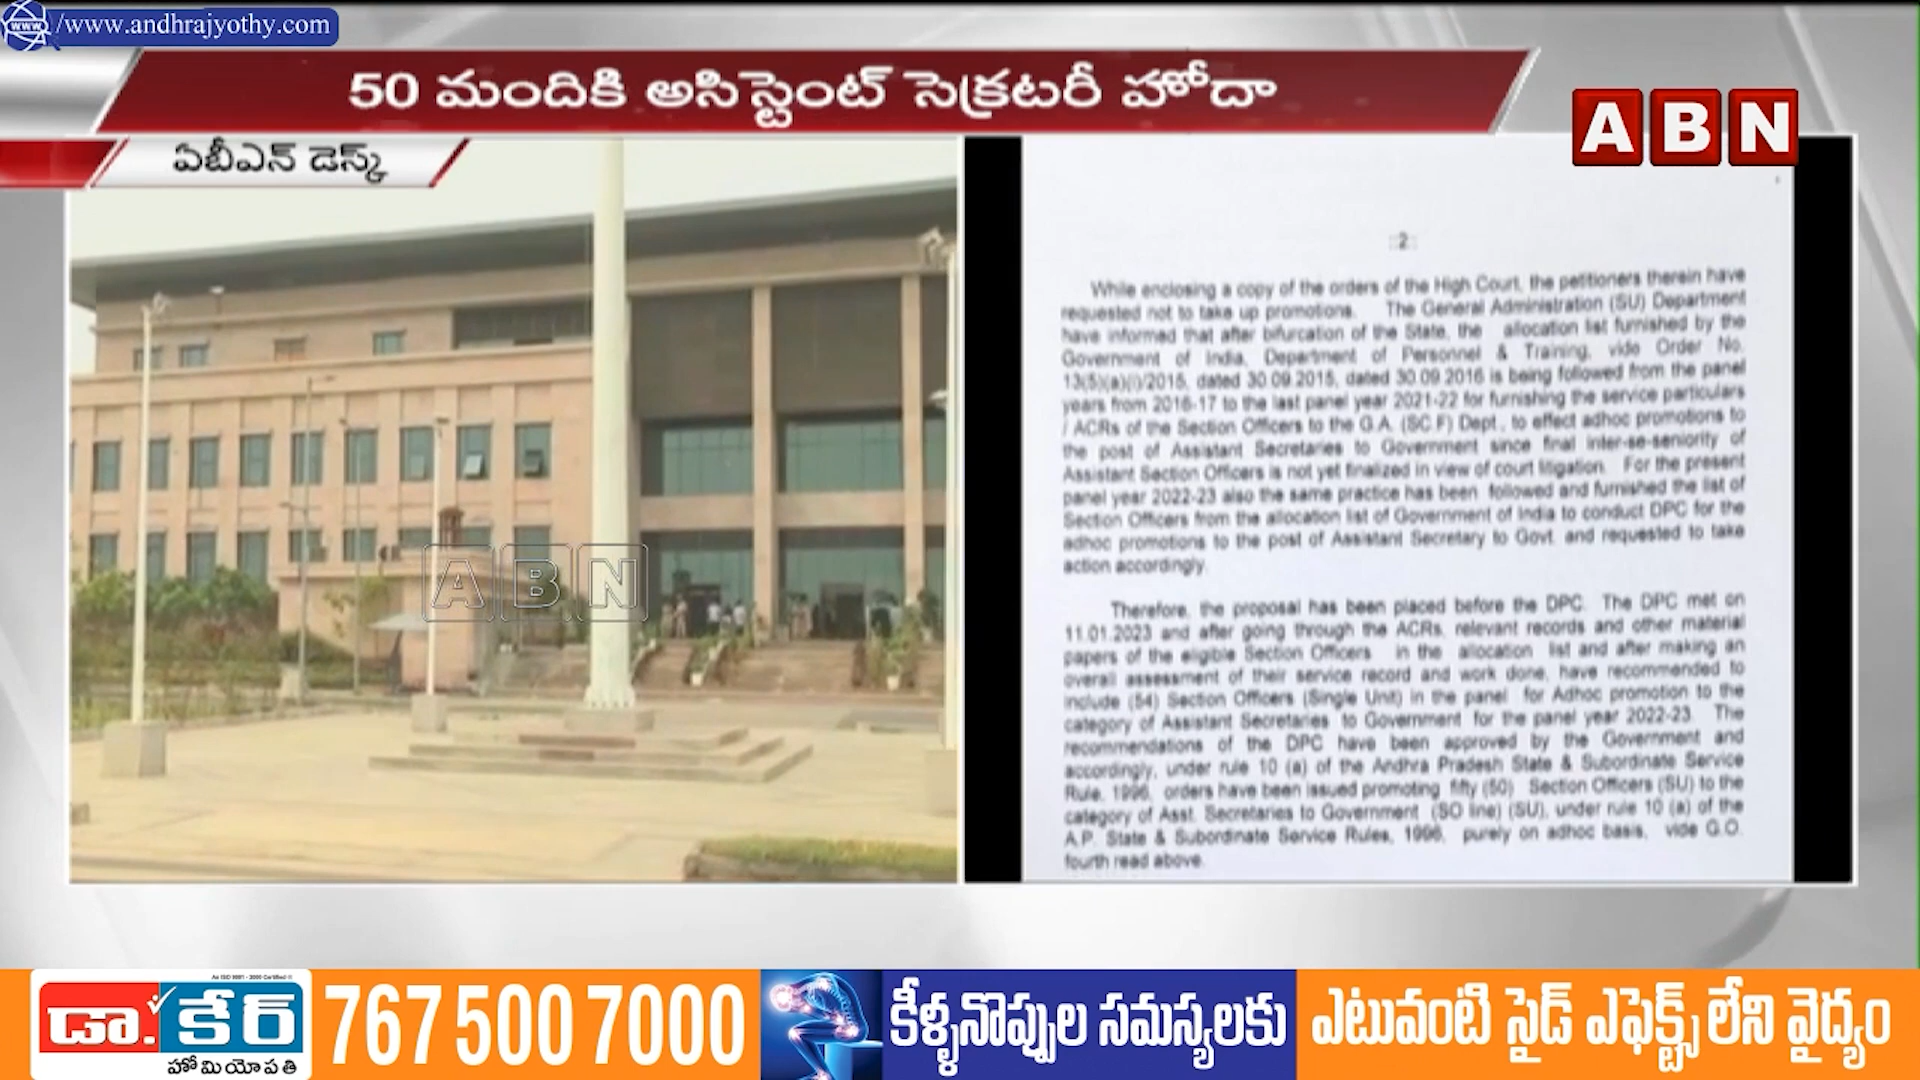 www /www.andhrajyothy.com
50 మందికి అసిస్టెంట్ సెక్రటరీ హోదా
ABN
ఏబీఎన్ డెస్క్
ABN
::2::
While enclosing a copy of the orders of the High Court, the petitioners therein have
requested not to take up promotions. The General Administration (SU) Department
have informed that after bifurcation of the State, the allocation list furnished by the
Government of India, Department of Personnel & Training, vide Order No.
13(5)(a)(i)/2015, dated 30.09.2015, dated 30.09.2016 is being followed from the panel
years from 2016-17 to the last panel year 2021-22 for furnishing the service particulars
/ ACRs of the Section Officers to the G.A. (SC.F) Dept., to effect adhoc promotions to
the post of Assistant Secretaries to Government since final inter-se-seniority of
Assistant Section Officers is not yet finalized in view of court litigation. For the present
panel year 2022-23 also the same practice has been followed and furnished the list of
Section Officers from the allocation list of Government of India to conduct DPC for the
adhoc promotions to the post of Assistant Secretary to Govt. and requested to take
action accordingly.
Therefore, the proposal has been placed before the DPC. The DPC met on
11.01.2023 and after going through the ACRs, relevant records and other material
papers of the eligible Section Officers in the allocation list and after making an
overall assessment of their service record and work done, have recommended to
include (54) Section Officers (Single Unit) in the panel for Adhoc promotion to the
category of Assistant Secretaries to Government for the panel year 2022-23. The
recommendations of the DPC have been approved by the Government and
accordingly, under rule 10 (a) of the Andhra Pradesh State & Subordinate Service
Rule, 1996, orders have been issued promoting fifty (50) Section Officers (SU) to the
category of Asst. Secretaries to Government (SO line) (SU), under rule 10 (a) of the
A.P. State & Subordinate Service Rules, 1996, purely on adhoc basis, vide G.O.
fourth read above.
An ISO 9001 - 2000 Certified
డా. కేర్
హోమియోపతి
767 500 7000
కీళ్ళనొప్పుల సమస్యలకు
ఎటువంటి సైడ్ ఎఫెక్ట్స్ లేని వైద్యం